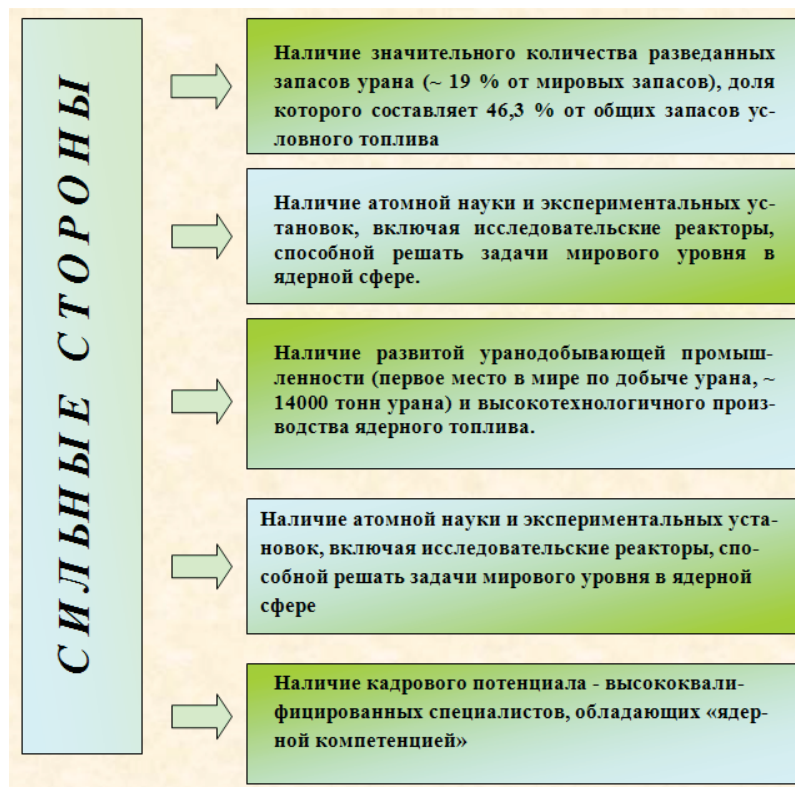 СИЛЬНЫЕ СТОРОНЫ
Наличие значительного количества разведанных
запасов урана (~ 19 % от мировых запасов), доля
которого составляет 46,3 % от общих запасов ус-
ловного топлива
Наличие атомной науки и экспериментальных ус-
тановок, включая исследовательские реакторы,
способной решать задачи мирового уровня в
ядерной сфере.
Наличие развитой уранодобывающей промыш-
ленности (первое место в мире по добыче урана, ~
14000 тонн урана) и высокотехнологичного произ-
водства ядерного топлива.
Наличие атомной науки и экспериментальных уста-
новок, включая исследовательские реакторы, спо-
собной решать задачи мирового уровня в ядерной
сфере
Наличие кадрового потенциала - высококвали-
фицированных специалистов, обладающих «ядер-
ной компетенцией»